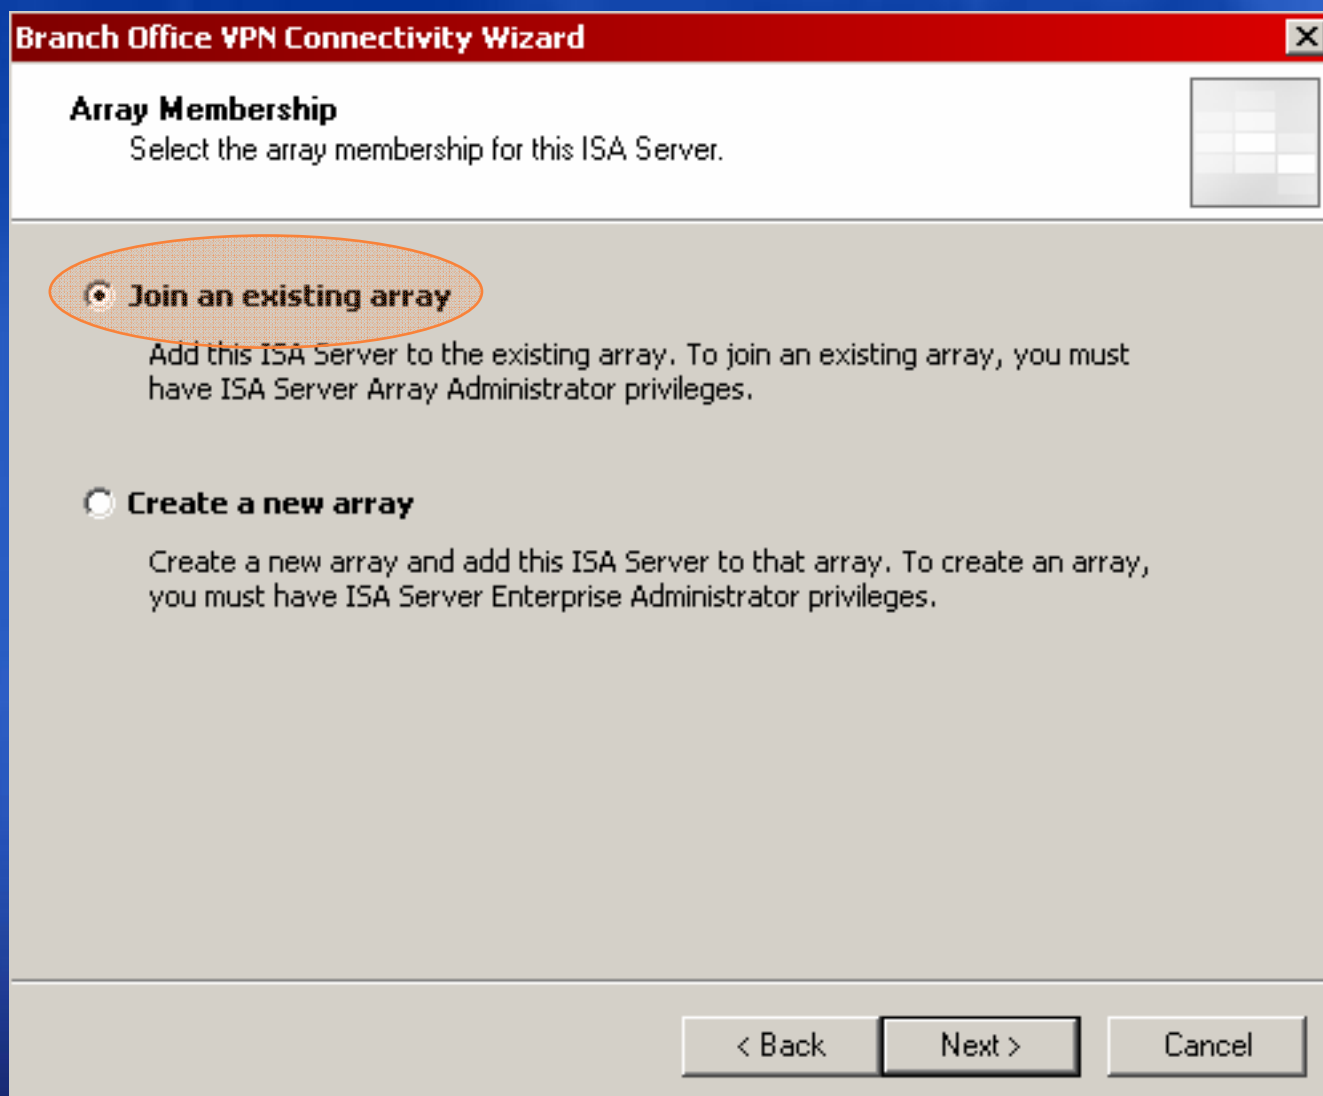 Branch Office VPN Connectivity Wizard
Array Membership
Select the array membership for this ISA Server.
Join an existing array
Add this ISA Server to the existing array. To join an existing array, you must
have ISA Server Array Administrator privileges.
Create a new array
Create a new array and add this ISA Server to that array. To create an array,
you must have ISA Server Enterprise Administrator privileges.
< Back
Next >
Cancel